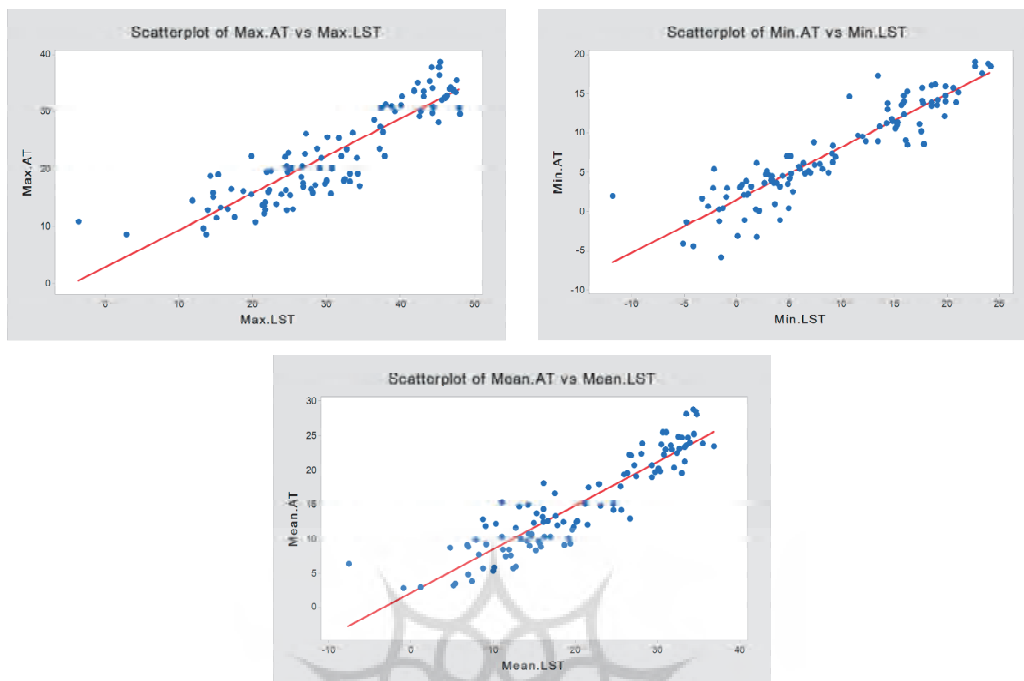 Scatterplot of Max.AT vs Max.LST
40
30
20
10
0
Max.AT
0 10 20 30 40 50
Max.LST
Scatterplot of Min.AT vs Min.LST
20
15
10
5
0
-5
-10
Min.AT
-10 -5 0 5 10 15 20 25
Min.LST
Scatterplot of Mean.AT vs Mean.LST
30
25
20
15
10
5
0
Mean.AT
-10 0 10 20 30 40
Mean.LST